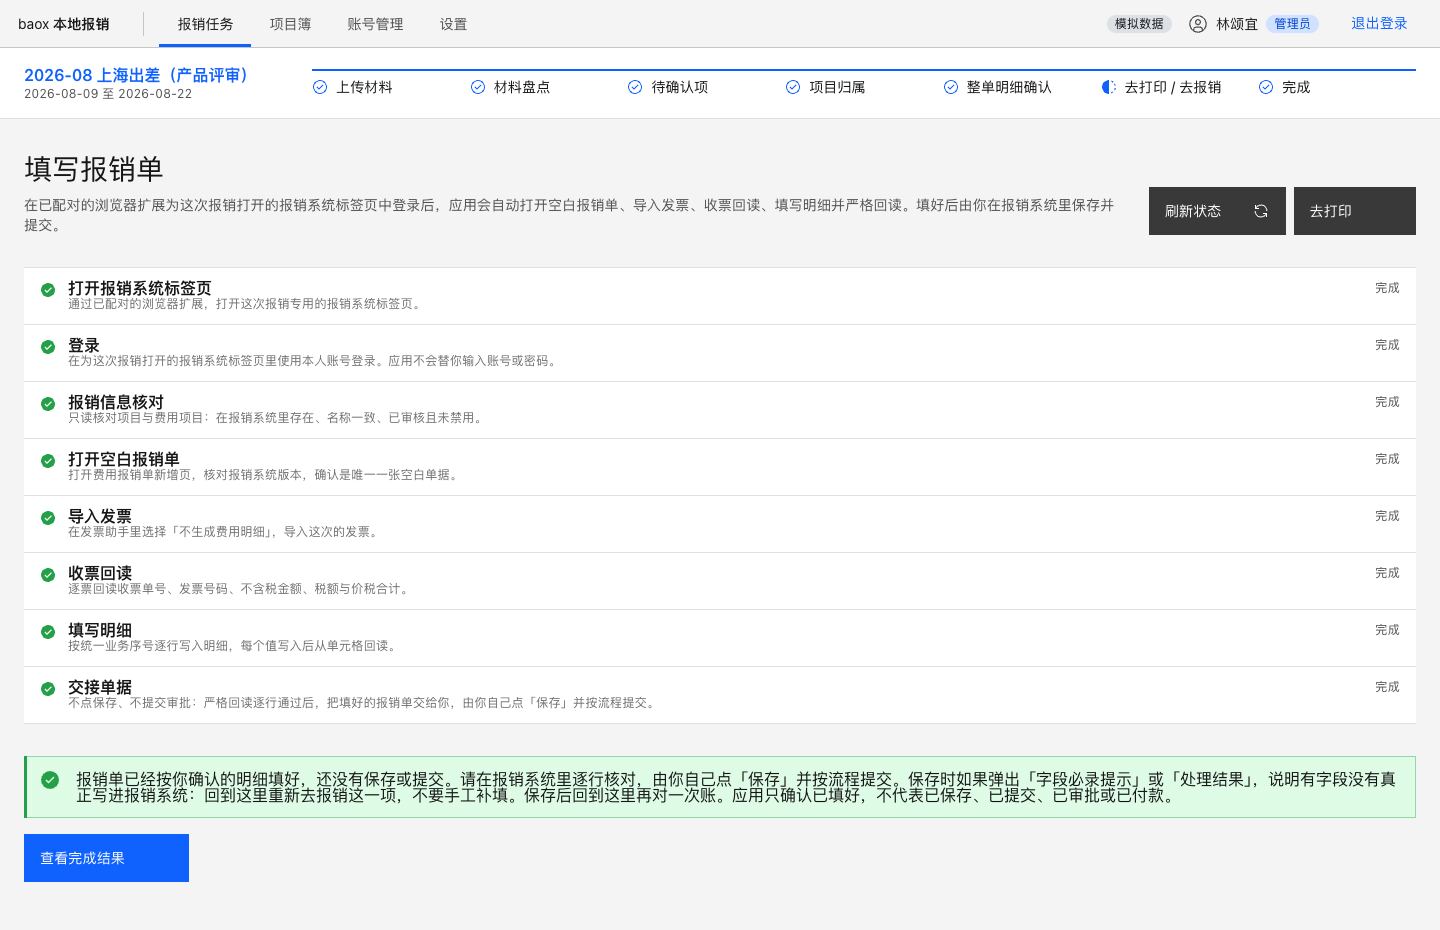 baox 本地报销
报销任务
项目簿
账号管理
设置
模拟数据
林颂宜
管理员
退出登录
2026-08 上海出差（产品评审）
2026-08-09 至 2026-08-22
上传材料
材料盘点
待确认项
项目归属
整单明细确认
去打印 / 去报销
完成
填写报销单
在已配对的浏览器扩展为这次报销打开的报销系统标签页中登录后，应用会自动打开空白报销单、导入发票、收票回读、填写明细并严格回读。填好后由你在报销系统里保存并
提交。
刷新状态
去打印
打开报销系统标签页
完成
通过已配对的浏览器扩展，打开这次报销专用的报销系统标签页。
登录
完成
在为这次报销打开的报销系统标签页里使用本人账号登录。应用不会替你输入账号或密码。
报销信息核对
完成
只读核对项目与费用项目：在报销系统里存在、名称一致、已审核且未禁用。
打开空白报销单
完成
打开费用报销单新增页，核对报销系统版本，确认是唯一一张空白单据。
导入发票
完成
在发票助手里选择「不生成费用明细」，导入这次的发票。
收票回读
完成
逐票回读收票单号、发票号码、不含税金额、税额与价税合计。
填写明细
完成
按统一业务序号逐行写入明细，每个值写入后从单元格回读。
交接单据
完成
不点保存、不提交审批：严格回读逐行通过后，把填好的报销单交给你，由你自己点「保存」并按流程提交。
报销单已经按你确认的明细填好，还没有保存或提交。请在报销系统里逐行核对，由你自己点「保存」并按流程提交。保存时如果弹出「字段必录提示」或「处理结果」，说明有字段没有真
正写进报销系统：回到这里重新去报销这一项，不要手工补填。保存后回到这里再对一次账。应用只确认已填好，不代表已保存、已提交、已审批或已付款。
查看完成结果